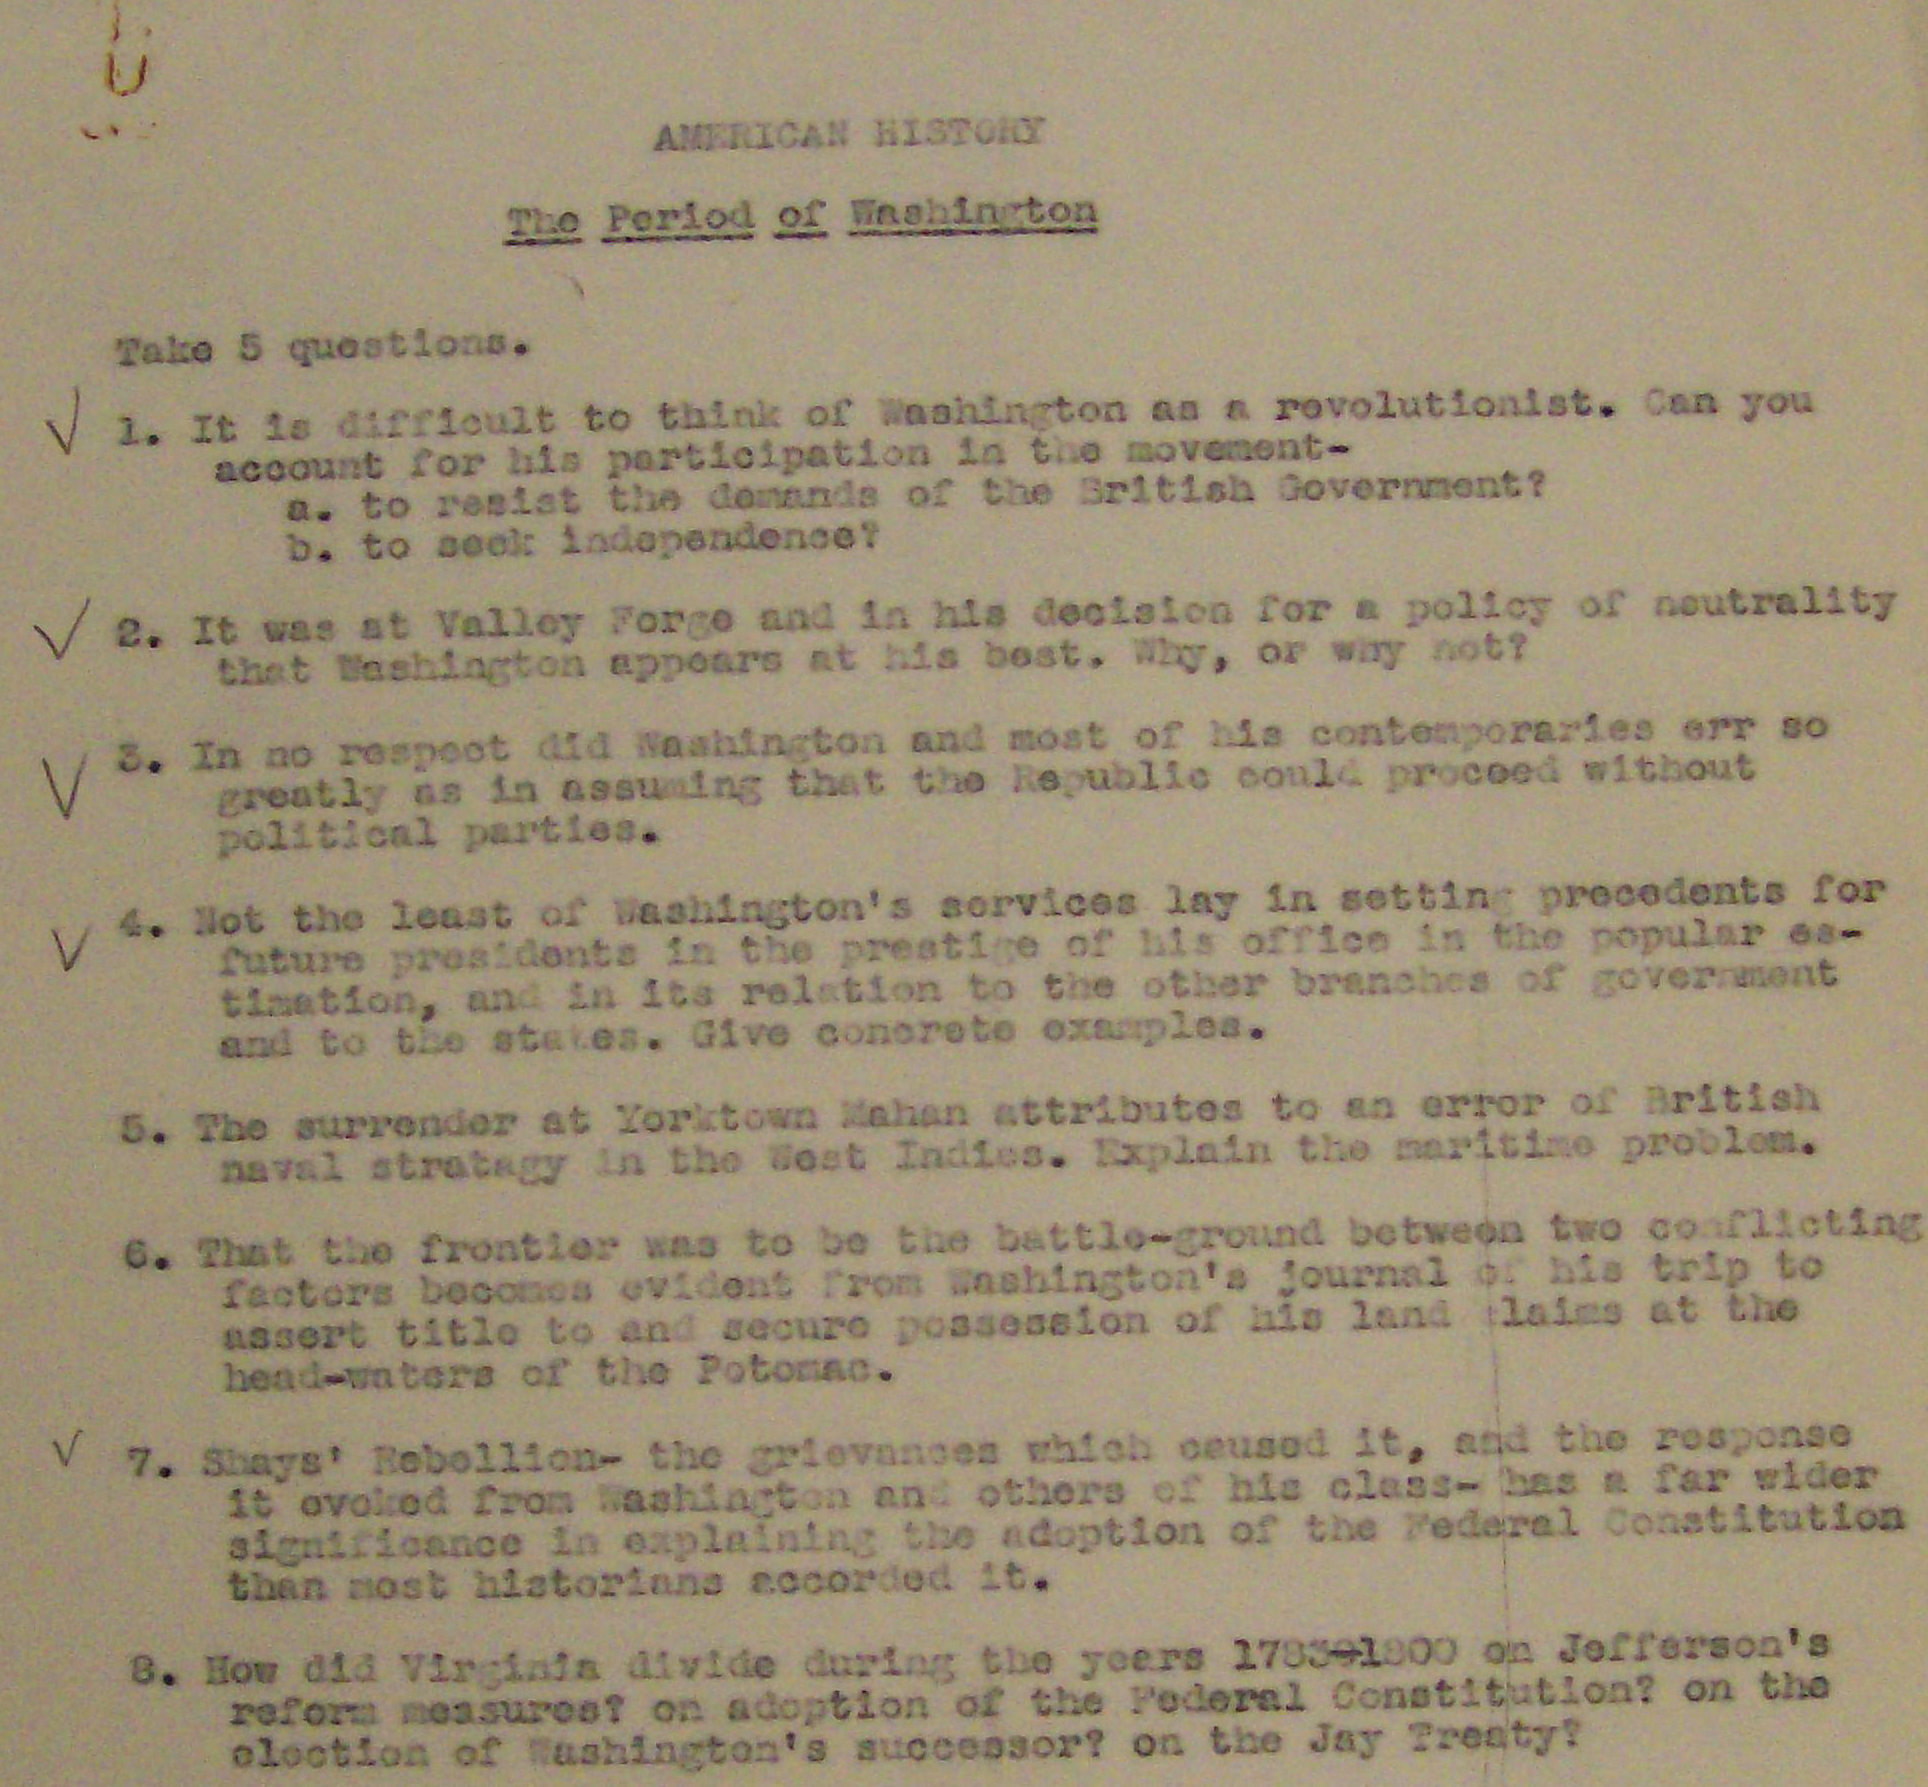 AMERICAN HISTORY
The Period of Washington
Take 5 questions.
1. It is difficult to think of Washington as a revolutionist. Can you
account for his participation in the movement-
a. to resist the demands of the British Government?
b. to seek independence?
2. It was at Valley Forge and in his decision for a policy of neutrality
that Washington appears at his best. Why, or why not?
3. In no respect did Washington and most of his contemporaries err so
greatly as in assuming that the Republic could proceed without
political parties.
4. Not the least of Washington's services lay in setting precedents for
future presidents in the prestige of his office in the popular es-
timation, and in its relation to the other branches of government
and to the states. Give concrete examples.
5. The surrender at Yorktown Mahan attributes to an error of British
naval stratagy in the West Indies. Explain the maritime problem.
6. That the frontier was to be the battle-ground between two conflicting
factors becomes evident from Washington's journal of his trip to
assert title to and secure possession of his land claims at the
head-waters of the Potomac.
7. Shays' Rebellion- the grievances which caused it, and the response
it evoked from Washington and others of his class- has a far wider
significance in explaining the adoption of the Federal Constitution
than most historians accorded it.
8. How did Virginia divide during the years 1783-1800 on Jefferson's
reform measures? on adoption of the Federal Constitution? on the
election of Washington's successor? on the Jay Treaty?